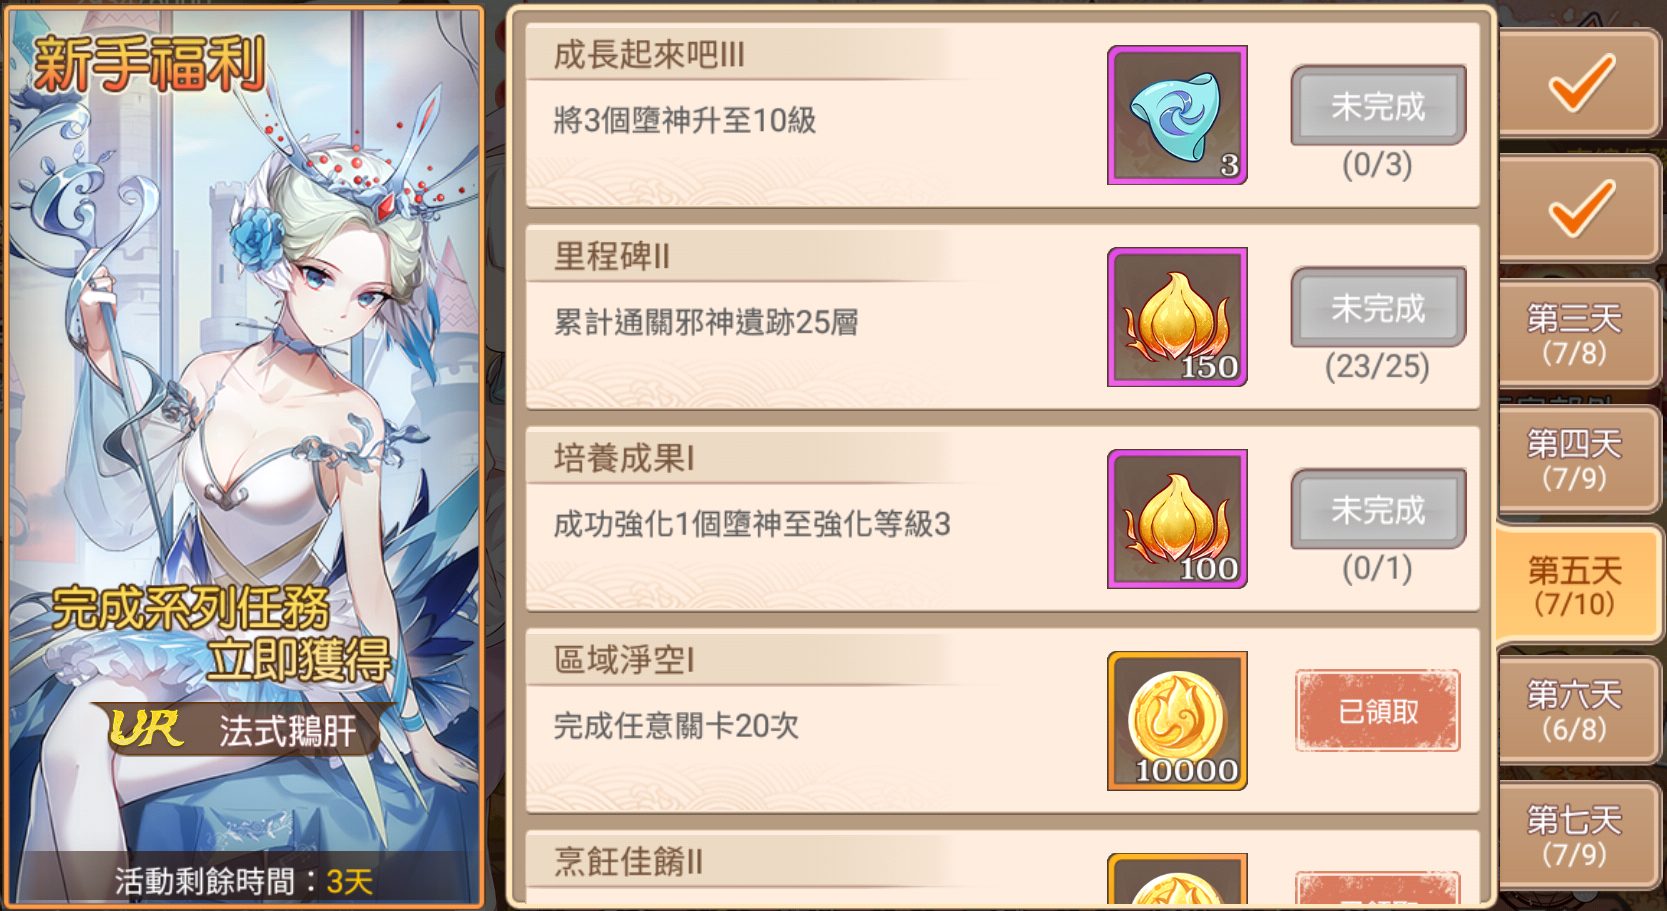 新手福利
完成系列任務
立即獲得
UR 法式鵝肝
活動剩餘時間：3天
成長起來吧III
將3個墮神升至10級
3
未完成
(0/3)
里程碑II
累計通關邪神遺跡25層
150
未完成
(23/25)
培養成果I
成功強化1個墮神至強化等級3
100
未完成
(0/1)
區域淨空I
完成任意關卡20次
10000
已領取
烹飪佳餚II
第三天
(7/8)
第四天
(7/9)
第五天
(7/10)
第六天
(6/8)
第七天
(7/9)